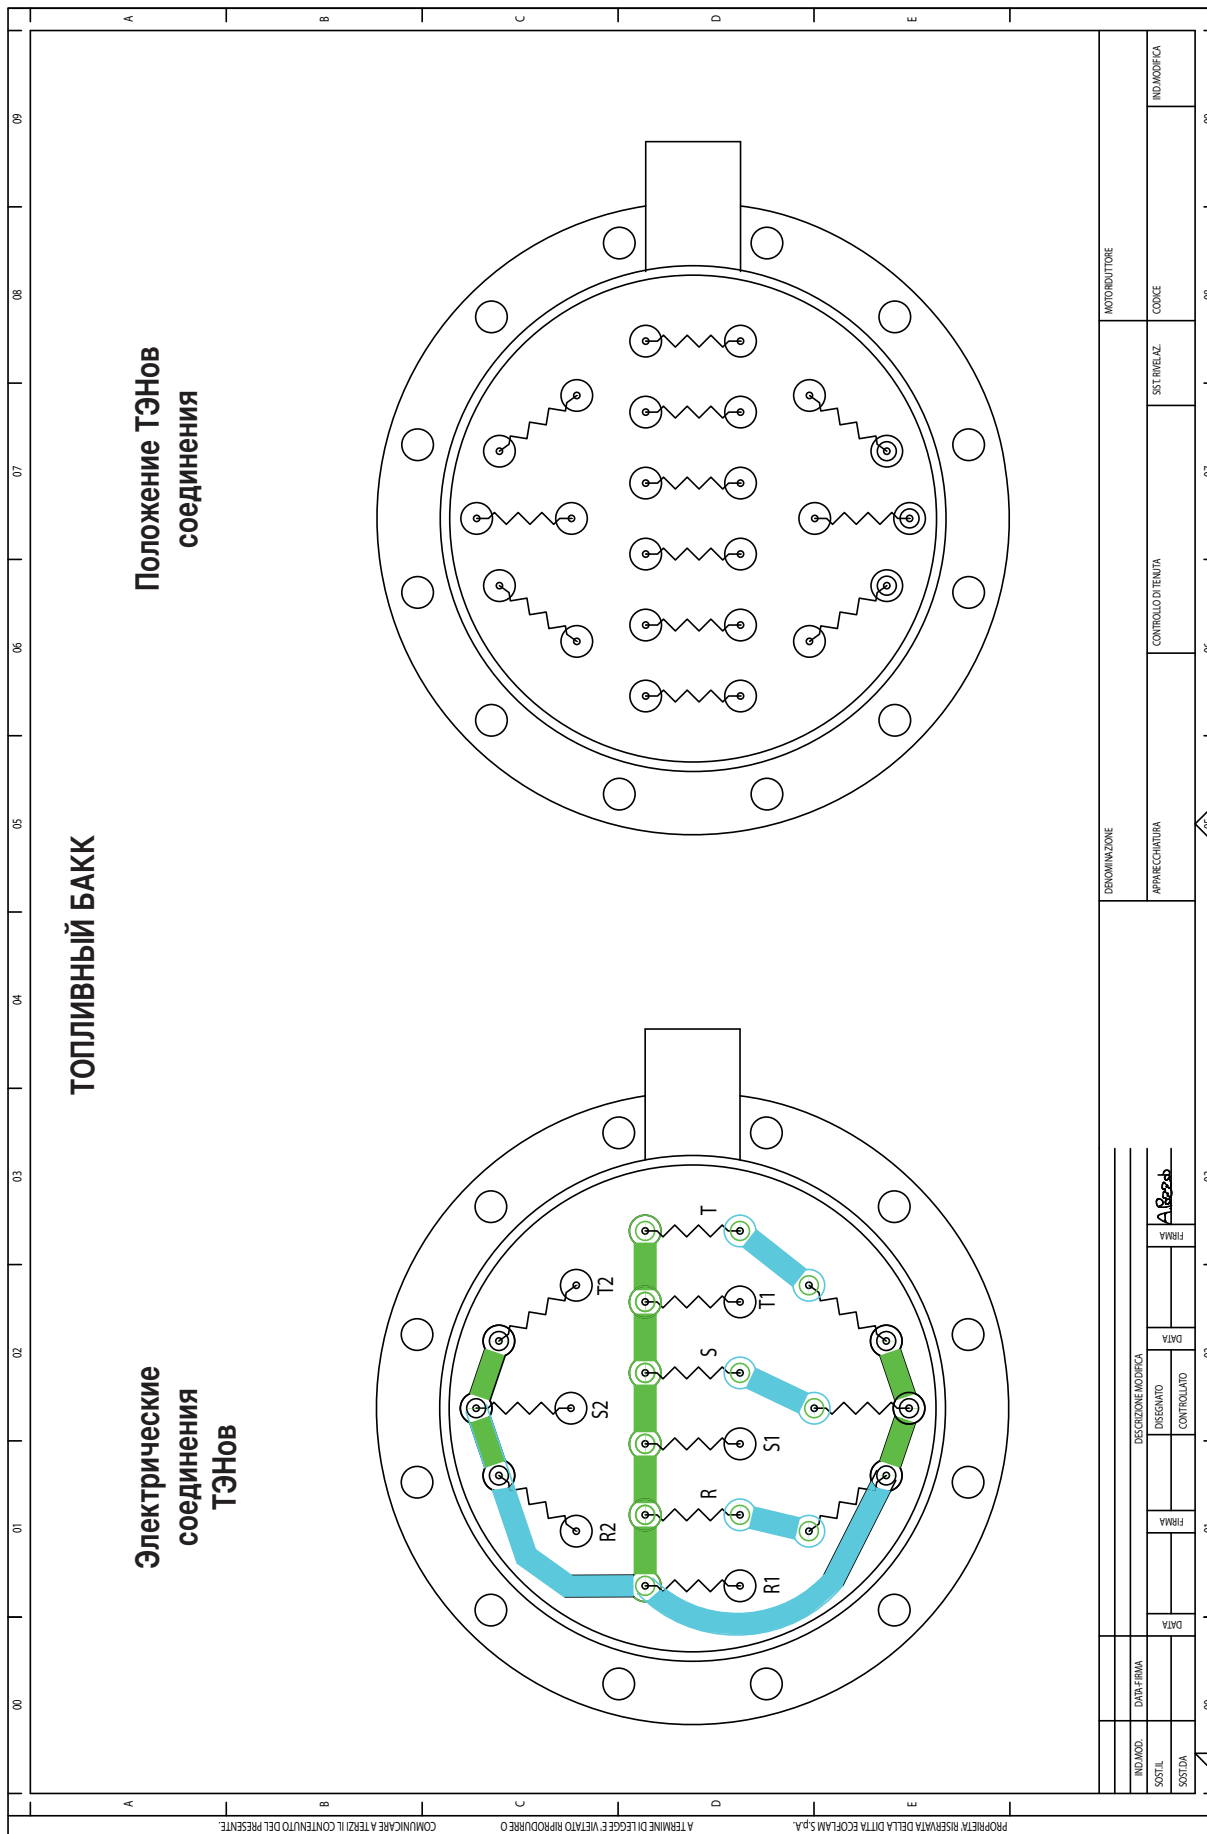 ТОПЛИВНЫЙ БАКК
Электрические
соединения
ТЭНов
Положение ТЭНов
соединения
00
01
02
03
04
05
06
07
08
09
A
B
C
D
E
A
B
C
D
E
R2
S2
T2
R1
R
S1
S
T1
T
IND.MOD.
DATA-FIRMA
DESCRIZIONE MODIFICA
SOST.IL
SOST.DA
DATA
FIRMA
DISEGNATO
CONTROLLATO
DATA
FIRMA
DENOMINAZIONE
MOTORIDUTTORE
APPARECCHIATURA
CONTROLLO DI TENUTA
SIST. RIVELAZ.
CODICE
IND.MODIFICA
PROPRIETA' RISERVATA DELLA DITTA ECOFLAM S.p.A.
A TERMINE DI LEGGE E' VIETATO RIPRODURRE O
COMUNICARE A TERZI IL CONTENUTO DEL PRESENTE